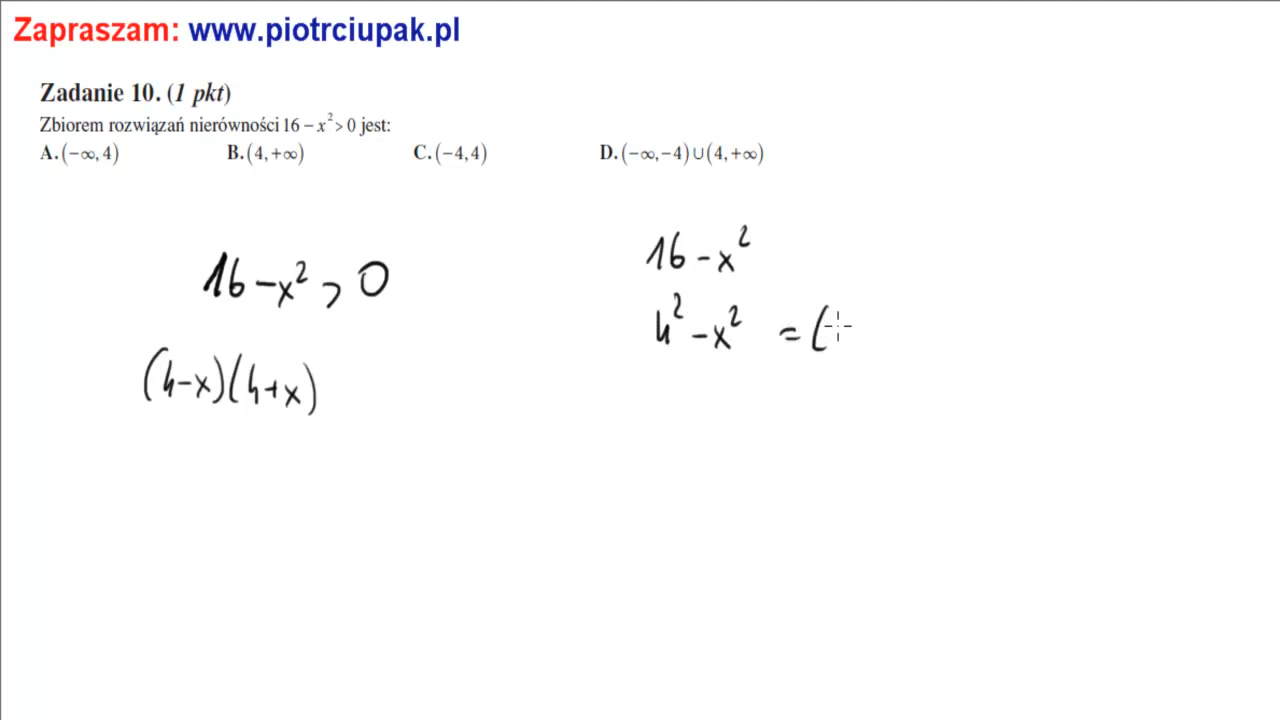 Zapraszam: www.piotrciupak.pl
Zadanie 10. (1 pkt)
Zbiorem rozwiązań nierówności 16 − x² > 0 jest:
A. (−∞, 4) B. (4, +∞) C. (−4, 4) D. (−∞, −4) ∪ (4, +∞)
16 − x² > 0
(4−x)(4+x)
16 − x²
4² − x² = (